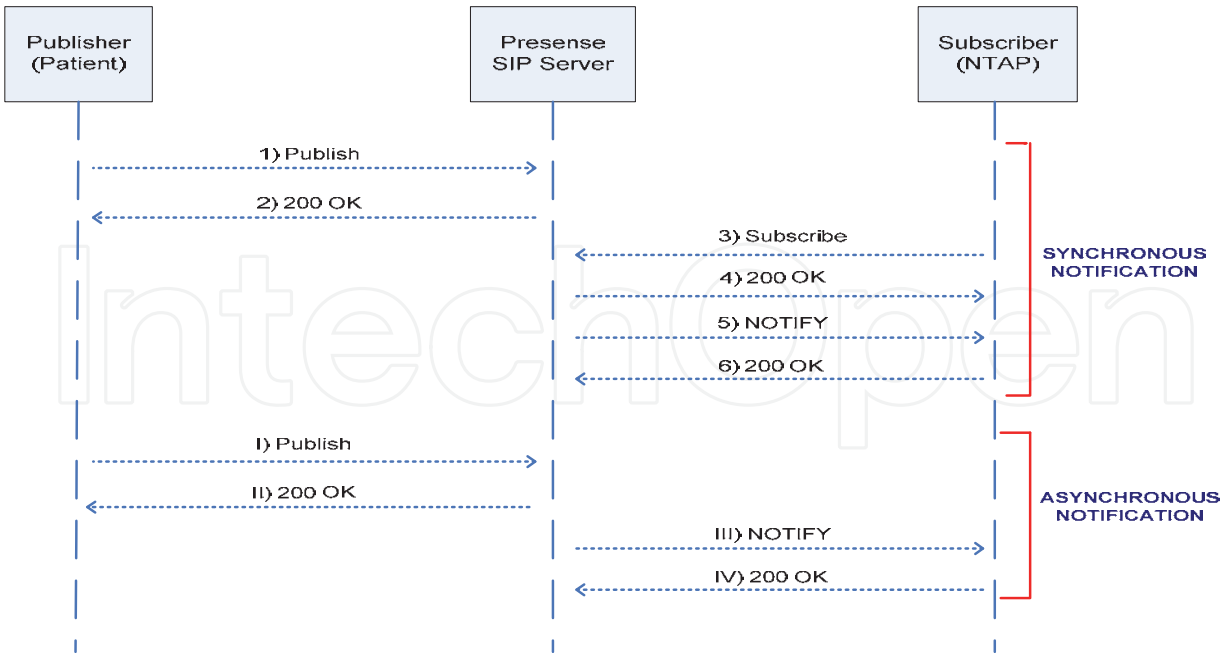 Publisher
(Patient)
Presense
SIP Server
Subscriber
(NTAP)
1) Publish
2) 200 OK
3) Subscribe
4) 200 OK
5) NOTIFY
6) 200 OK
SYNCHRONOUS
NOTIFICATION
IntechOpen
I) Publish
II) 200 OK
III) NOTIFY
IV) 200 OK
ASYNCHRONOUS
NOTIFICATION